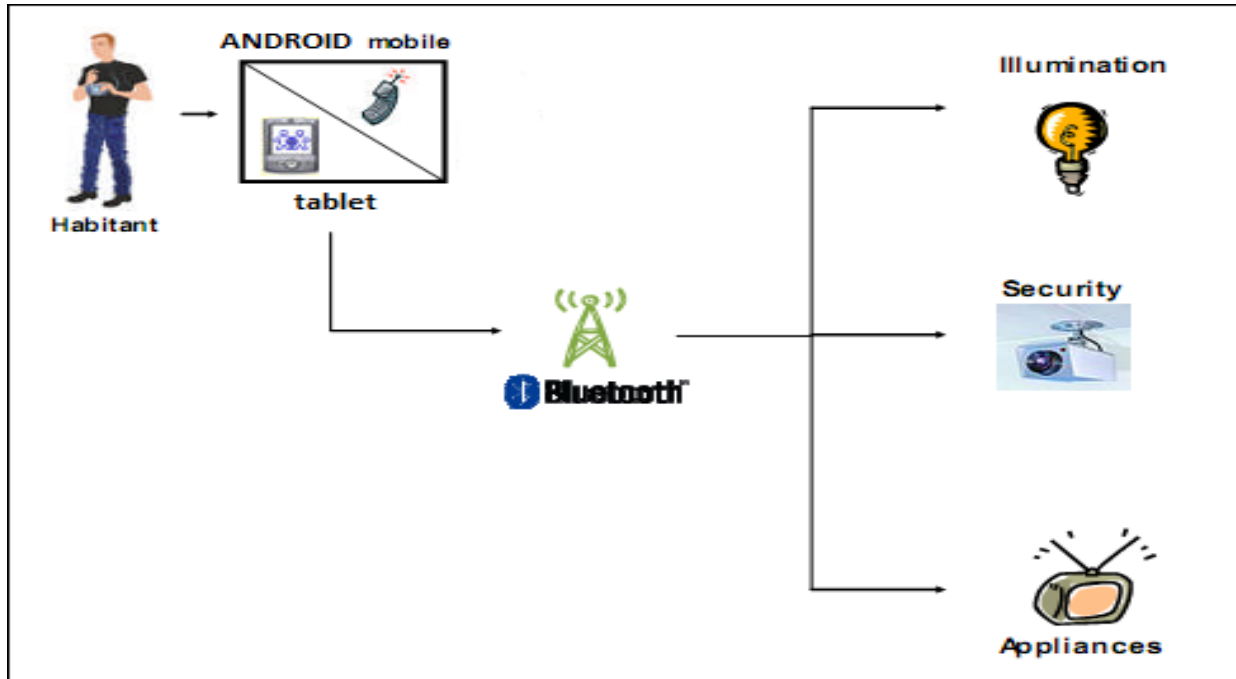 ANDROID mobile
tablet
Habitant
Bluetooth
Illumination
Security
Appliances